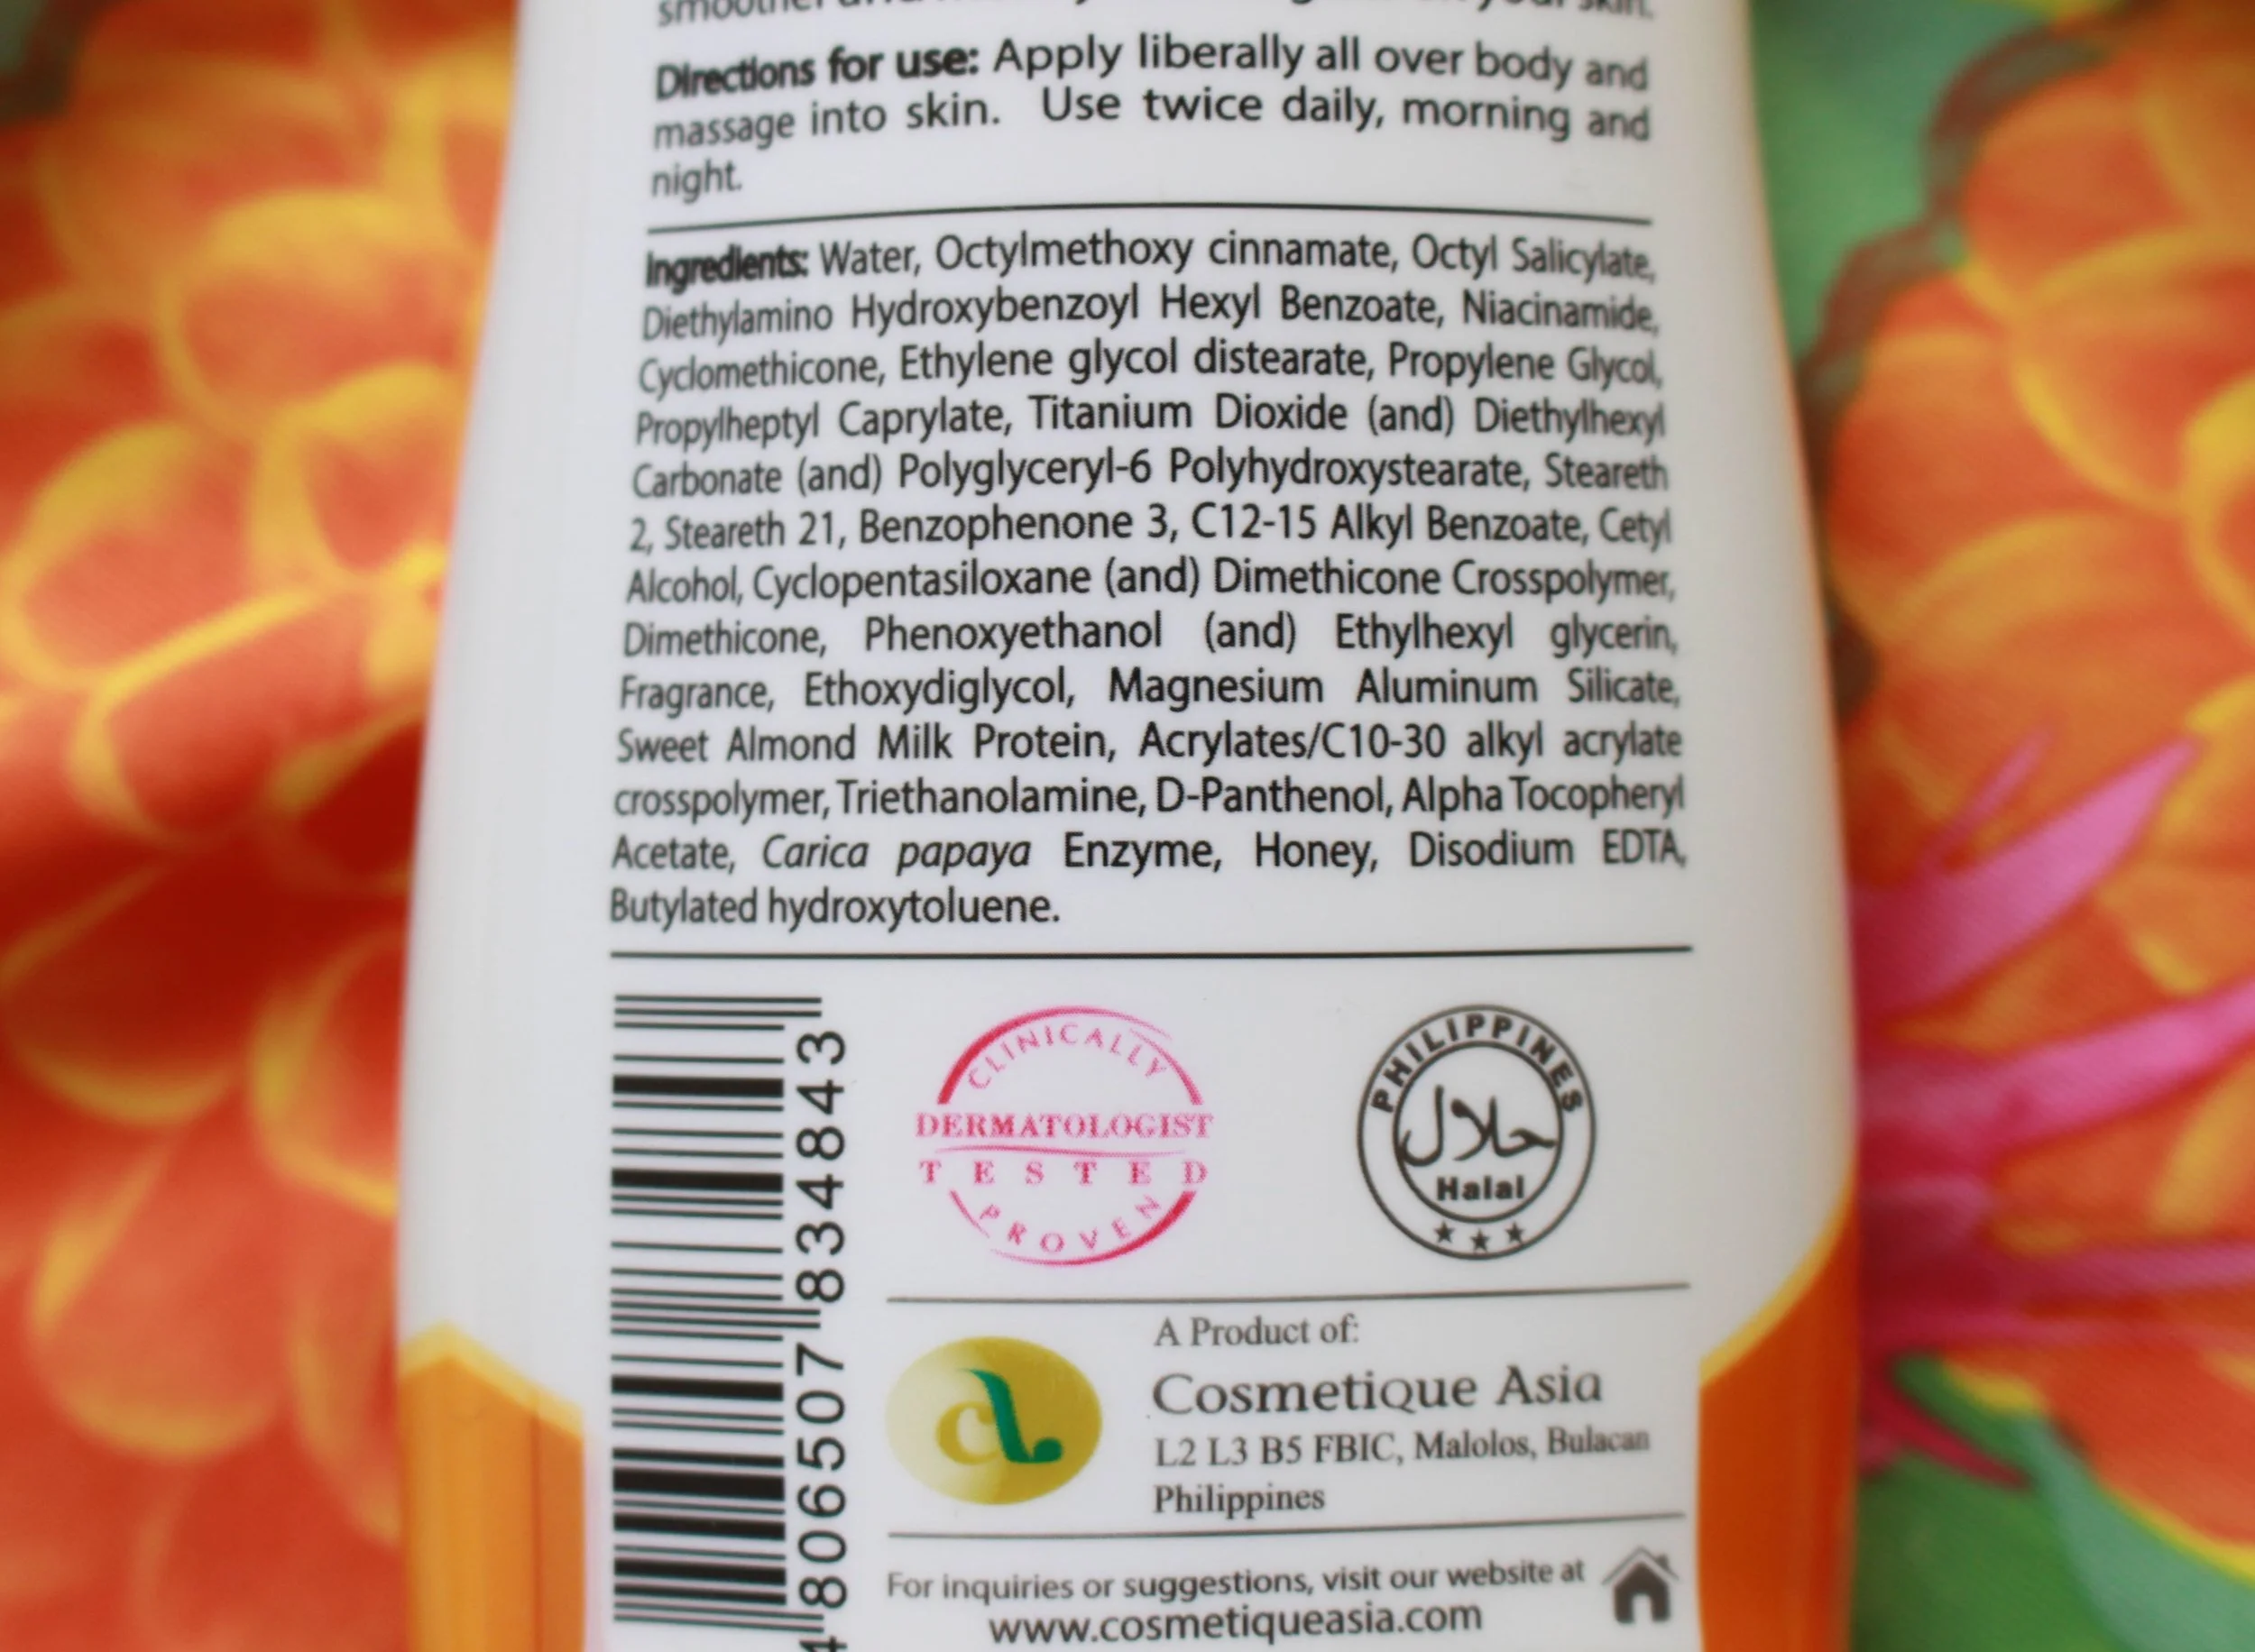 smoother
skin.
Directions for use: Apply liberally all over body and
massage into skin. Use twice daily, morning and
night.
Ingredients: Water, Octylmethoxy cinnamate, Octyl Salicylate,
Diethylamino Hydroxybenzoyl Hexyl Benzoate, Niacinamide,
Cyclomethicone, Ethylene glycol distearate, Propylene Glycol,
Propylheptyl Caprylate, Titanium Dioxide (and) Diethylhexyl
Carbonate (and) Polyglyceryl-6 Polyhydroxystearate, Steareth
2, Steareth 21, Benzophenone 3, C12-15 Alkyl Benzoate, Cetyl
Alcohol, Cyclopentasiloxane (and) Dimethicone Crosspolymer,
Dimethicone, Phenoxyethanol (and) Ethylhexyl glycerin,
Fragrance, Ethoxydiglycol, Magnesium Aluminum Silicate,
Sweet Almond Milk Protein, Acrylates/C10-30 alkyl acrylate
crosspolymer, Triethanolamine, D-Panthenol, Alpha Tocopheryl
Acetate, Carica papaya Enzyme, Honey, Disodium EDTA,
Butylated hydroxytoluene.
4 806507 834843
CLINICALLY
DERMATOLOGIST
TESTED
PROVEN
PHILIPPINES
حلال
Halal
A Product of:
Cosmetique Asia
L2 L3 B5 FBIC, Malolos, Bulacan
Philippines
For inquiries or suggestions, visit our website at
www.cosmetiqueasia.com